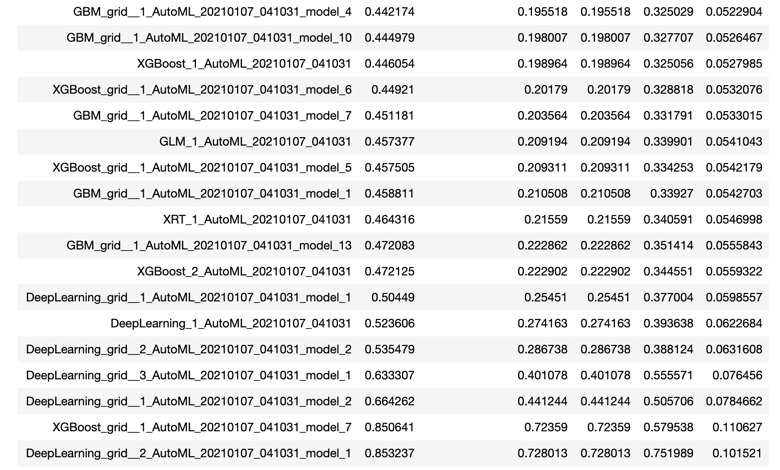 GBM_grid__1_AutoML_20210107_041031_model_4 0.442174 0.195518 0.195518 0.325029 0.0522904
GBM_grid__1_AutoML_20210107_041031_model_10 0.444979 0.198007 0.198007 0.327707 0.0526467
XGBoost_1_AutoML_20210107_041031 0.446054 0.198964 0.198964 0.325056 0.0527985
XGBoost_grid__1_AutoML_20210107_041031_model_6 0.44921 0.20179 0.20179 0.328818 0.0532076
GBM_grid__1_AutoML_20210107_041031_model_7 0.451181 0.203564 0.203564 0.331791 0.0533015
GLM_1_AutoML_20210107_041031 0.457377 0.209194 0.209194 0.339901 0.0541043
XGBoost_grid__1_AutoML_20210107_041031_model_5 0.457505 0.209311 0.209311 0.334253 0.0542179
GBM_grid__1_AutoML_20210107_041031_model_1 0.458811 0.210508 0.210508 0.33927 0.0542703
XRT_1_AutoML_20210107_041031 0.464316 0.21559 0.21559 0.340591 0.0546998
GBM_grid__1_AutoML_20210107_041031_model_13 0.472083 0.222862 0.222862 0.351414 0.0555843
XGBoost_2_AutoML_20210107_041031 0.472125 0.222902 0.222902 0.344551 0.0559322
DeepLearning_grid__1_AutoML_20210107_041031_model_1 0.50449 0.25451 0.25451 0.377004 0.0598557
DeepLearning_1_AutoML_20210107_041031 0.523606 0.274163 0.274163 0.393638 0.0622684
DeepLearning_grid__2_AutoML_20210107_041031_model_2 0.535479 0.286738 0.286738 0.388124 0.0631608
DeepLearning_grid__3_AutoML_20210107_041031_model_1 0.633307 0.401078 0.401078 0.555571 0.076456
DeepLearning_grid__1_AutoML_20210107_041031_model_2 0.664262 0.441244 0.441244 0.505706 0.0784662
XGBoost_grid__1_AutoML_20210107_041031_model_7 0.850641 0.72359 0.72359 0.579538 0.110627
DeepLearning_grid__2_AutoML_20210107_041031_model_1 0.853237 0.728013 0.728013 0.751989 0.101521